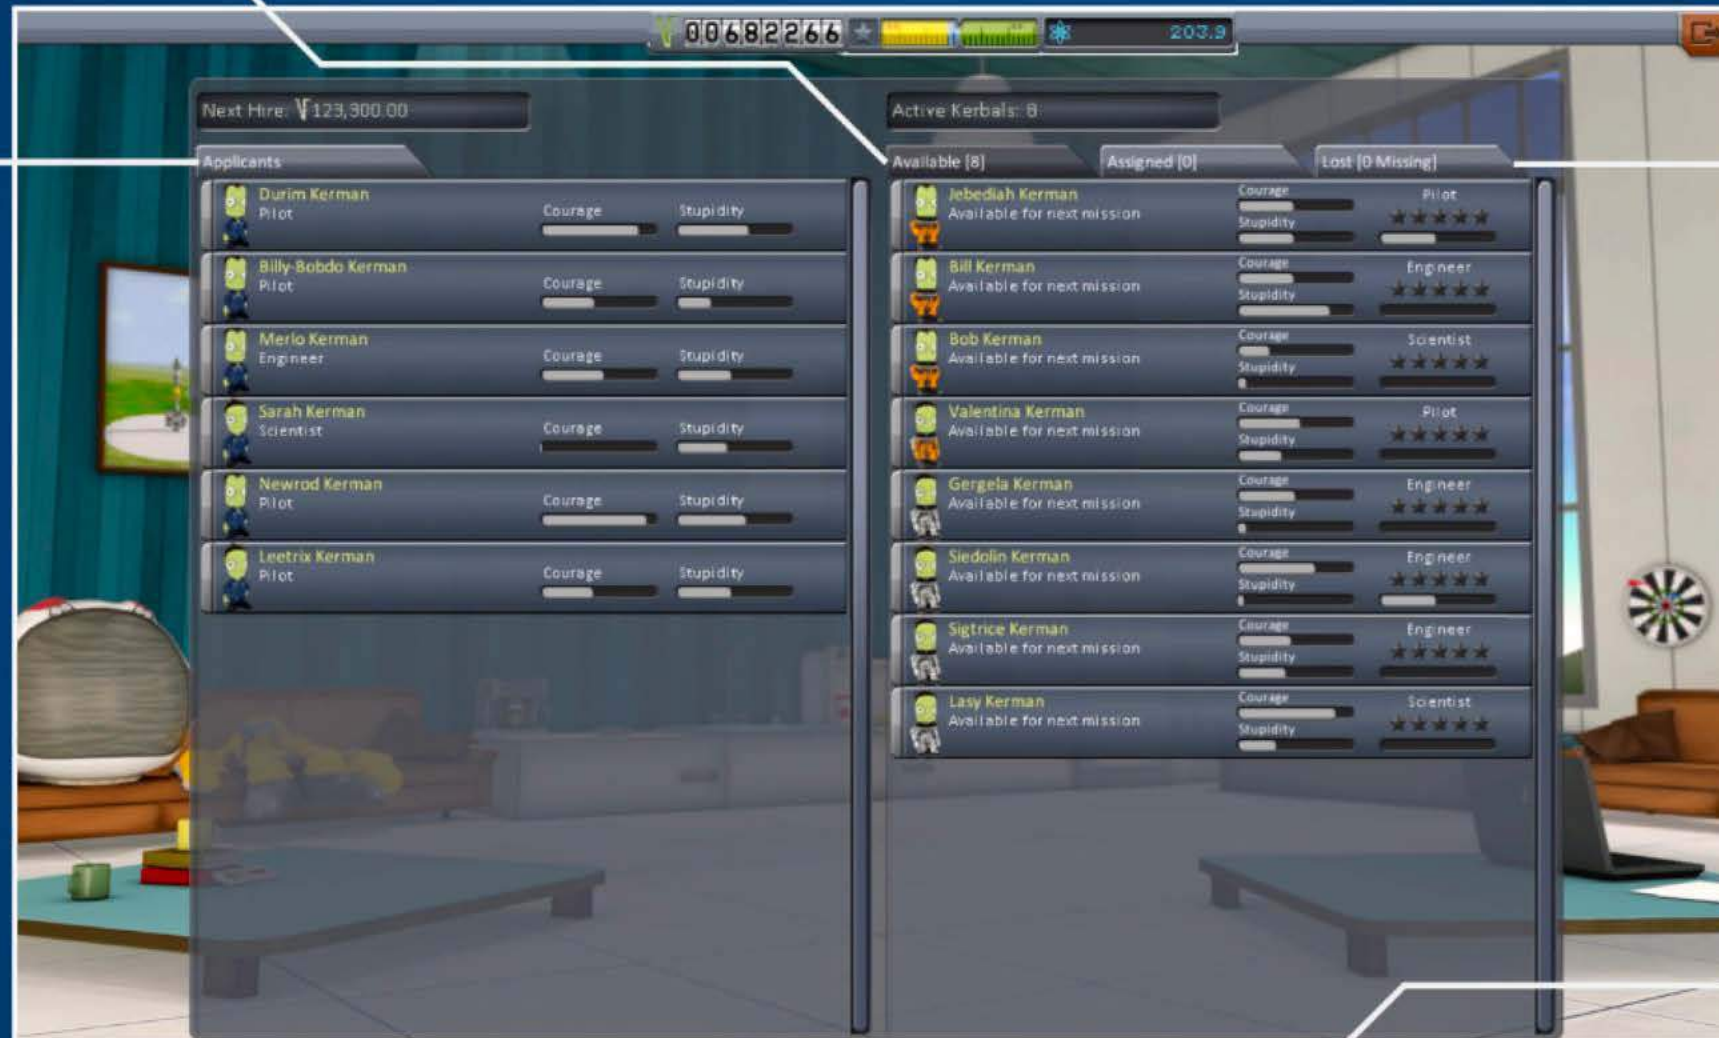 00682266
203.9
Next Hire: 123,300.00
Active Kerbals: 8
Applicants
Available [8]
Assigned [0]
Lost [0 Missing]
Durim Kerman
Pilot
Courage
Stupidity
Billy-Bobdo Kerman
Pilot
Courage
Stupidity
Merlo Kerman
Engineer
Courage
Stupidity
Sarah Kerman
Scientist
Courage
Stupidity
Newrod Kerman
Pilot
Courage
Stupidity
Leetrix Kerman
Pilot
Courage
Stupidity
Jebediah Kerman
Available for next mission
Courage
Stupidity
Pilot
Bill Kerman
Available for next mission
Courage
Stupidity
Engineer
Bob Kerman
Available for next mission
Courage
Stupidity
Scientist
Valentina Kerman
Available for next mission
Courage
Stupidity
Pilot
Gergela Kerman
Available for next mission
Courage
Stupidity
Engineer
Siedolin Kerman
Available for next mission
Courage
Stupidity
Engineer
Sigtrice Kerman
Available for next mission
Courage
Stupidity
Engineer
Lasy Kerman
Available for next mission
Courage
Stupidity
Scientist